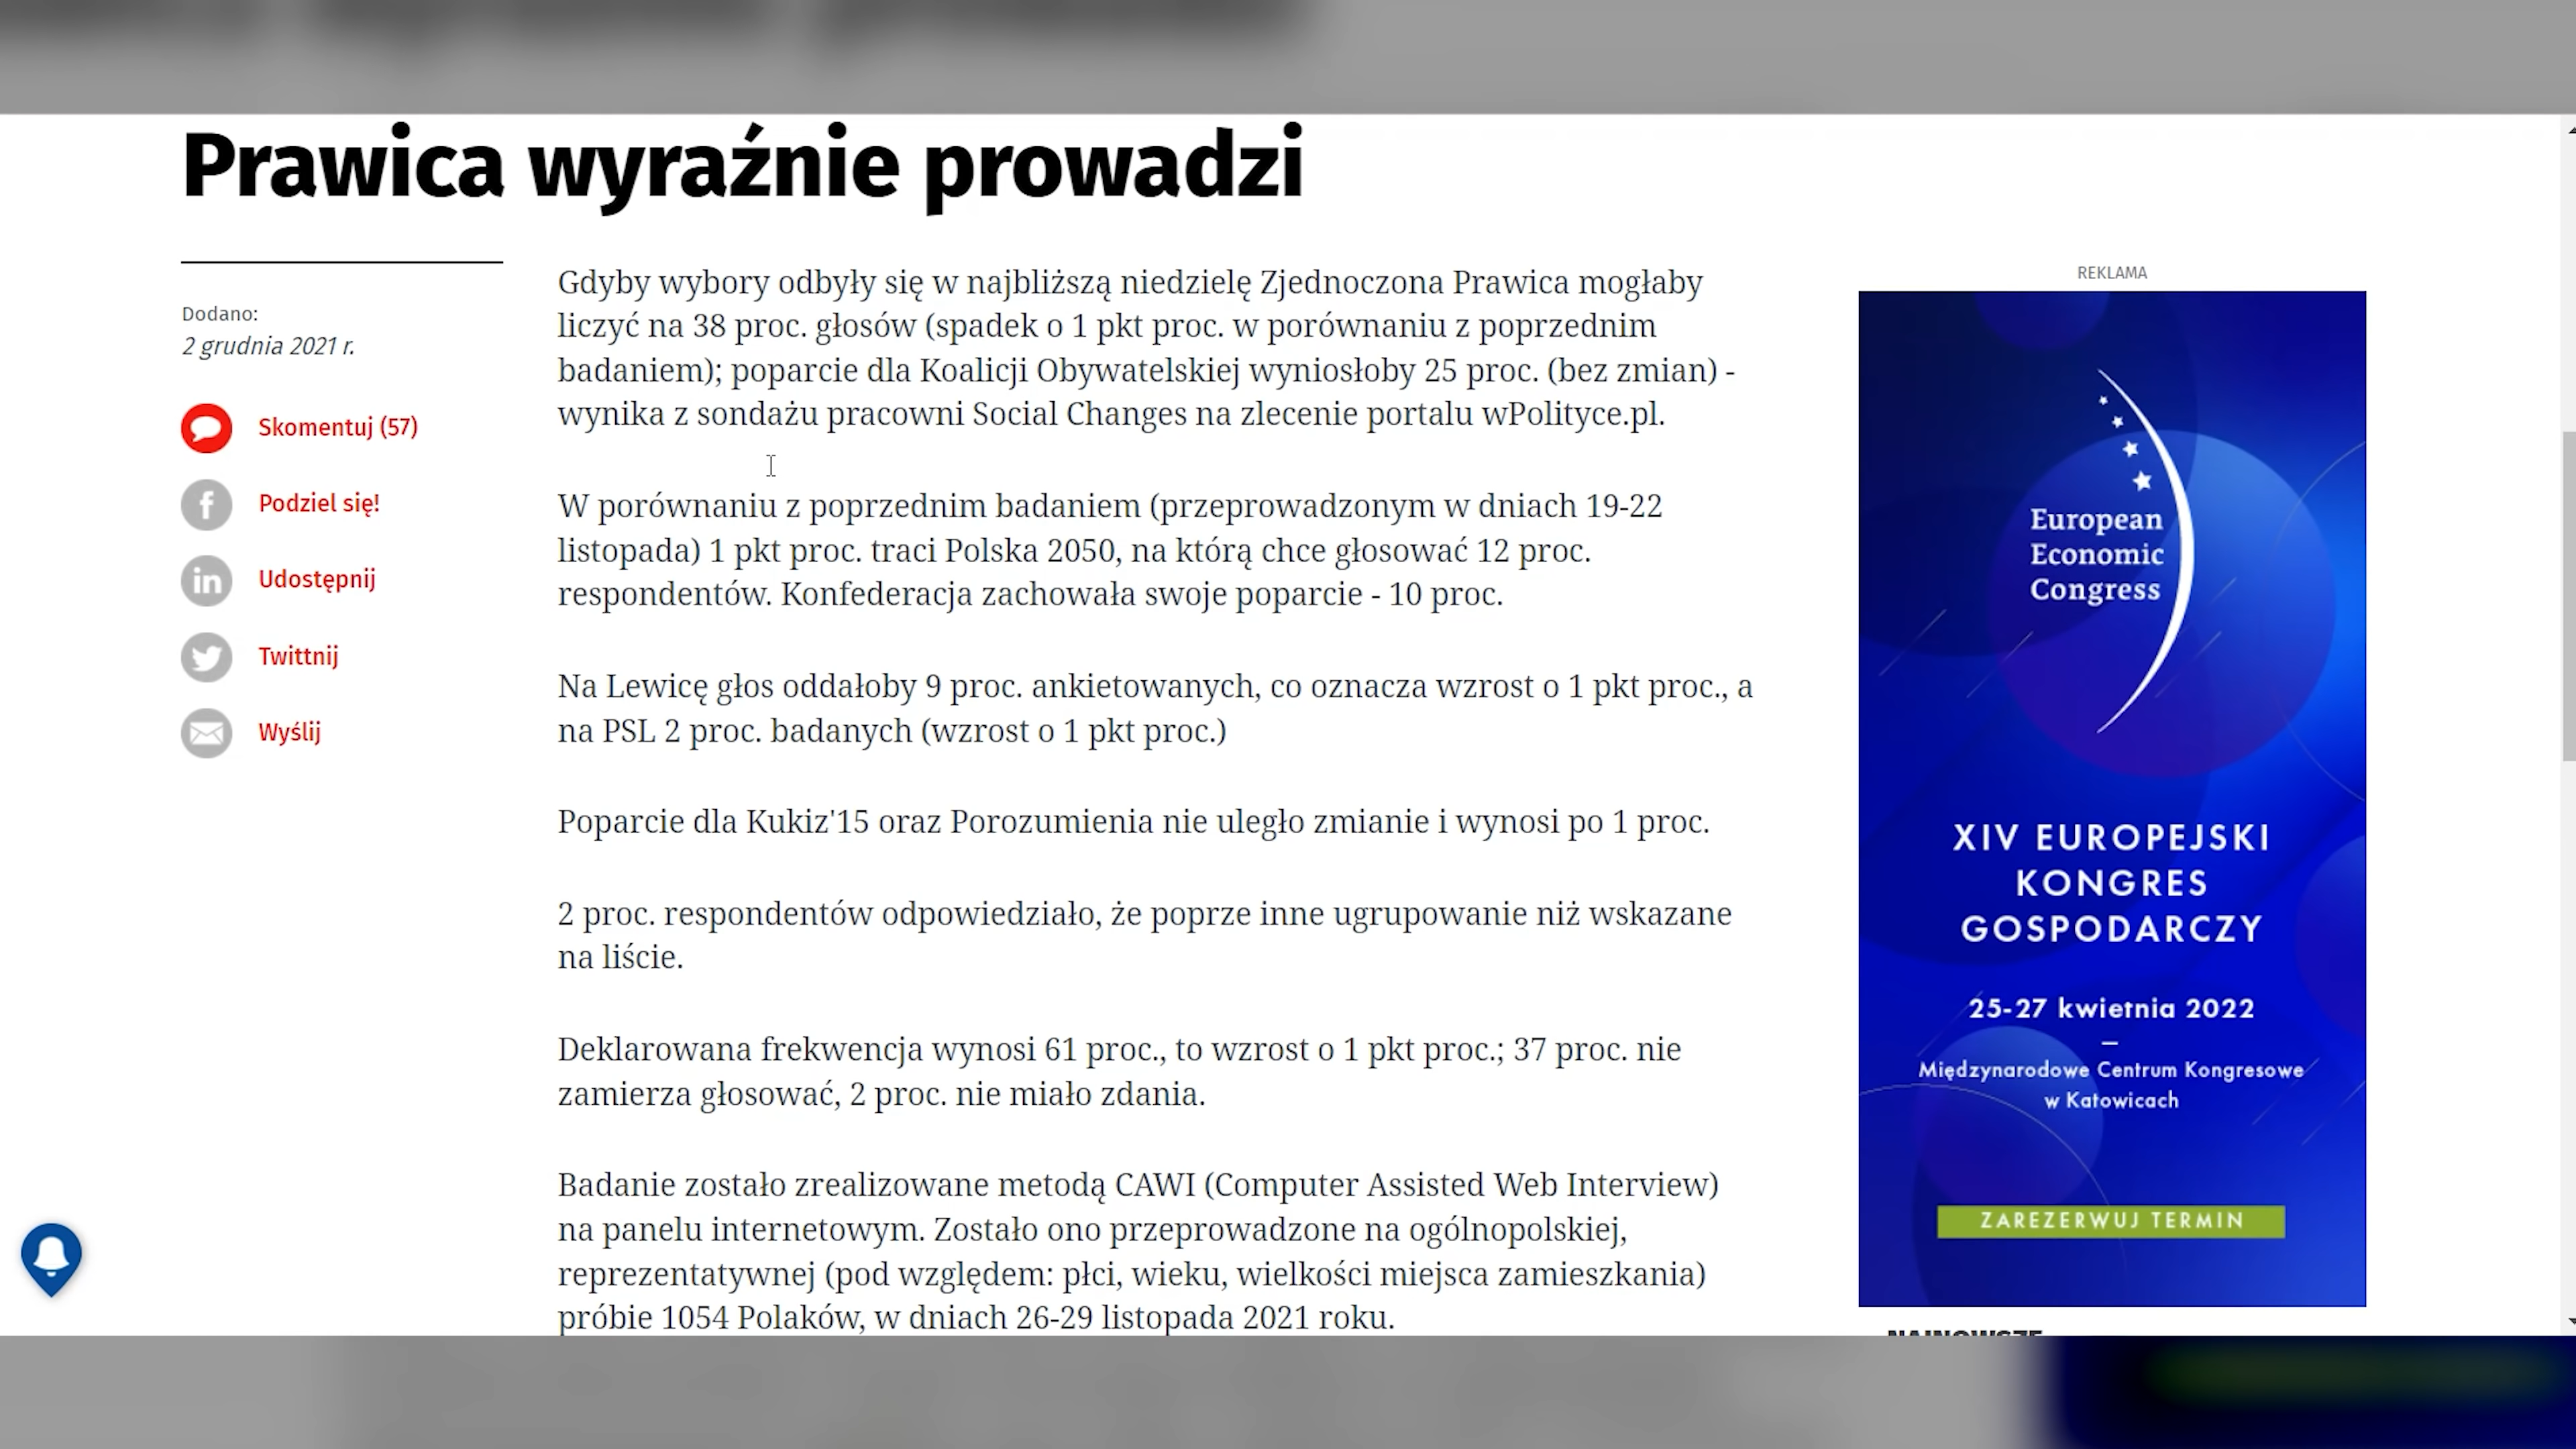 Prawica wyraźnie prowadzi
Dodano:
2 grudnia 2021 r.
Skomentuj (57)
Podziel się!
Udostępnij
Twittnij
Wyślij
Gdyby wybory odbyły się w najbliższą niedzielę Zjednoczona Prawica mogłaby
liczyć na 38 proc. głosów (spadek o 1 pkt proc. w porównaniu z poprzednim
badaniem); poparcie dla Koalicji Obywatelskiej wyniosłoby 25 proc. (bez zmian) -
wynika z sondażu pracowni Social Changes na zlecenie portalu wPolityce.pl.
W porównaniu z poprzednim badaniem (przeprowadzonym w dniach 19-22
listopada) 1 pkt proc. traci Polska 2050, na którą chce głosować 12 proc.
respondentów. Konfederacja zachowała swoje poparcie - 10 proc.
Na Lewicę głos oddałoby 9 proc. ankietowanych, co oznacza wzrost o 1 pkt proc., a
na PSL 2 proc. badanych (wzrost o 1 pkt proc.)
Poparcie dla Kukiz'15 oraz Porozumienia nie uległo zmianie i wynosi po 1 proc.
2 proc. respondentów odpowiedziało, że poprze inne ugrupowanie niż wskazane
na liście.
Deklarowana frekwencja wynosi 61 proc., to wzrost o 1 pkt proc.; 37 proc. nie
zamierza głosować, 2 proc. nie miało zdania.
Badanie zostało zrealizowane metodą CAWI (Computer Assisted Web Interview)
na panelu internetowym. Zostało ono przeprowadzone na ogólnopolskiej,
reprezentatywnej (pod względem: płci, wieku, wielkości miejsca zamieszkania)
próbie 1054 Polaków, w dniach 26-29 listopada 2021 roku.
REKLAMA
European
Economic
Congress
XIV EUROPEJSKI
KONGRES
GOSPODARCZY
25-27 kwietnia 2022
–
Międzynarodowe Centrum Kongresowe
w Katowicach
ZAREZERWUJ TERMIN